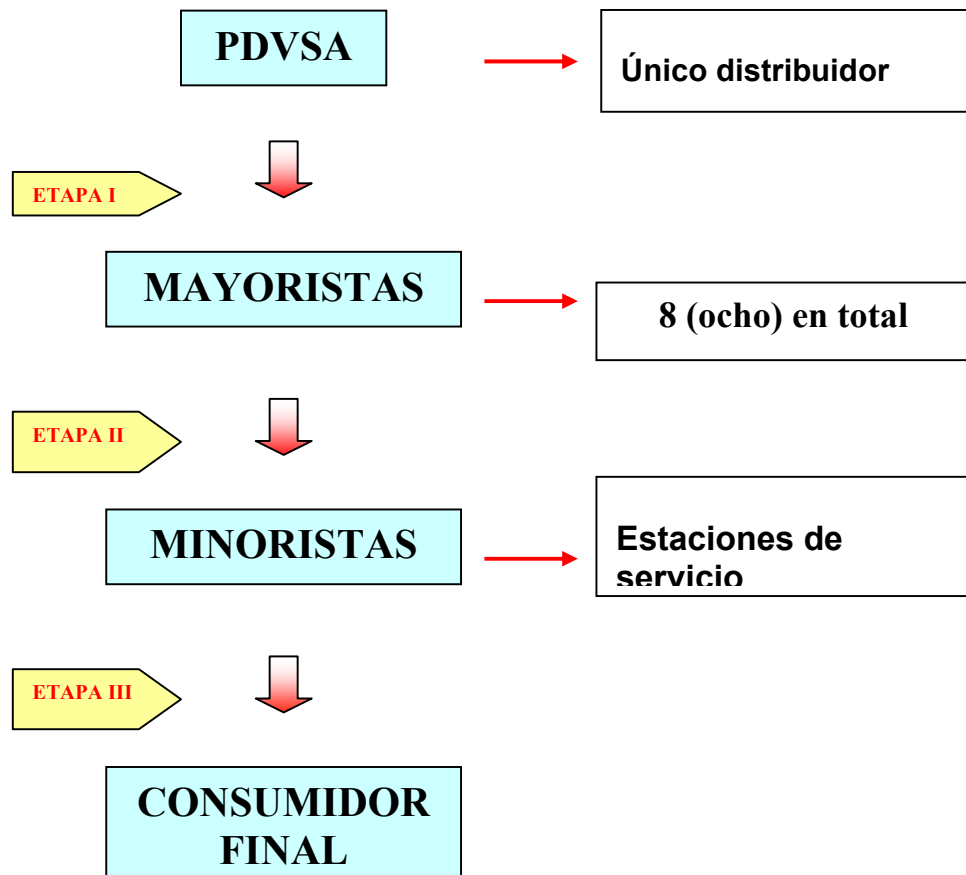 PDVSA
Único distribuidor
ETAPA I
MAYORISTAS
8 (ocho) en total
ETAPA II
MINORISTAS
Estaciones de
servicio
ETAPA III
CONSUMIDOR
FINAL